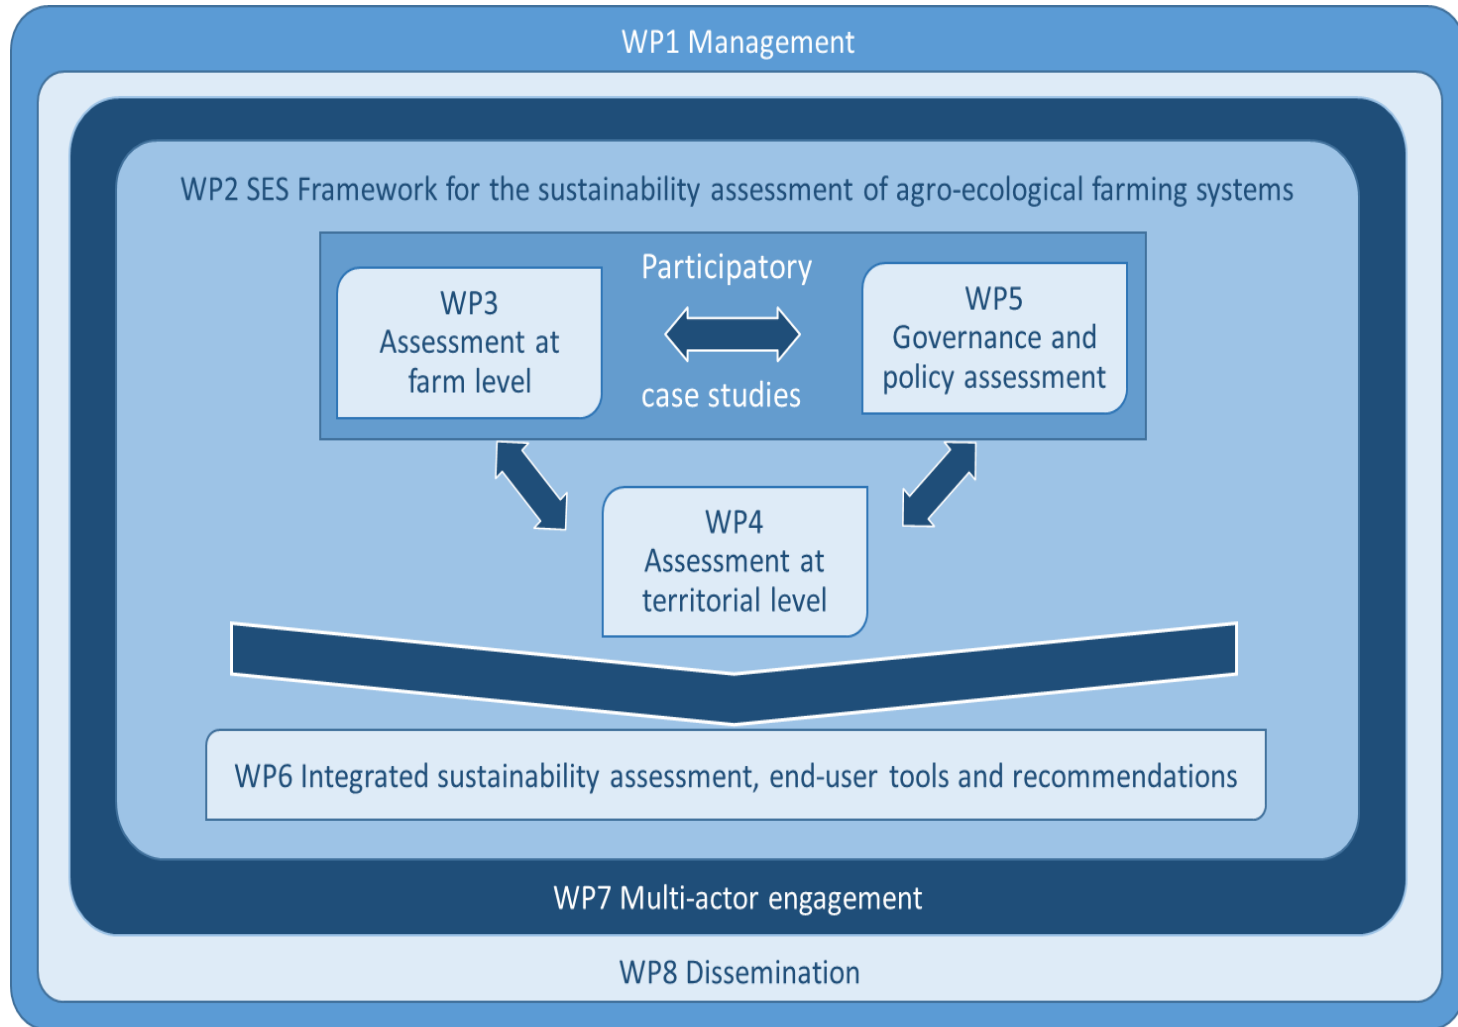 WP1 Management
WP2 SES Framework for the sustainability assessment of agro-ecological farming systems
WP3
Assessment at
farm level
Participatory
case studies
WP5
Governance and
policy assessment
WP4
Assessment at
territorial level
WP6 Integrated sustainability assessment, end-user tools and recommendations
WP7 Multi-actor engagement
WP8 Dissemination